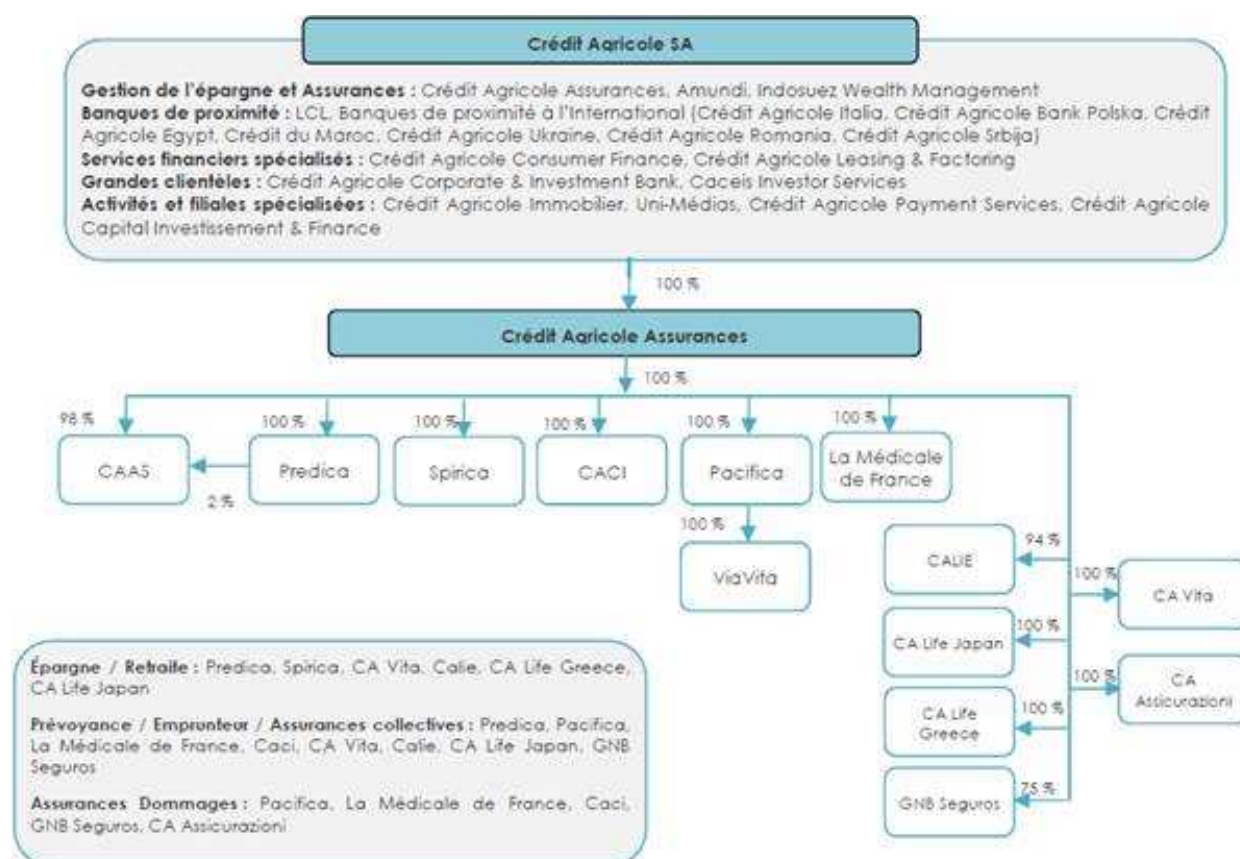 Crédit Agricole SA
Gestion de l'épargne et Assurances : Crédit Agricole Assurances, Amundi, Indosuez Wealth Management
Banques de proximité : LCL, Banques de proximité à l'International (Crédit Agricole Italia, Crédit Agricole Bank Polska, Crédit
Agricole Egypt, Crédit du Maroc, Crédit Agricole Ukraine, Crédit Agricole Romania, Crédit Agricole Srbija)
Services financiers spécialisés : Crédit Agricole Consumer Finance, Crédit Agricole Leasing & Factoring
Grandes clientèles : Crédit Agricole Corporate & Investment Bank, Caceis Investor Services
Activités et filiales spécialisées : Crédit Agricole Immobilier, Uni-Médias, Crédit Agricole Payment Services, Crédit Agricole
Capital Investissement & Finance
100 %
Crédit Agricole Assurances
100 %
98 %
100 %
100 %
100 %
100 %
100 %
CAAS
Predica
Spirica
CACI
Pacifica
La Médicale
de France
2 %
100 %
ViaVita
CALIE
94 %
100 %
CA Vita
CA Life Japan
100 %
100 %
CA
Assicurazioni
CA Life
Greece
100 %
GNB Seguros
75 %
Épargne / Retraite : Predica, Spirica, CA Vita, Calie, CA Life Greece,
CA Life Japan
Prévoyance / Emprunteur / Assurances collectives : Predica, Pacifica,
La Médicale de France, Caci, CA Vita, Calie, CA Life Japan, GNB
Seguros
Assurances Dommages : Pacifica, La Médicale de France, Caci,
GNB Seguros, CA Assicurazioni